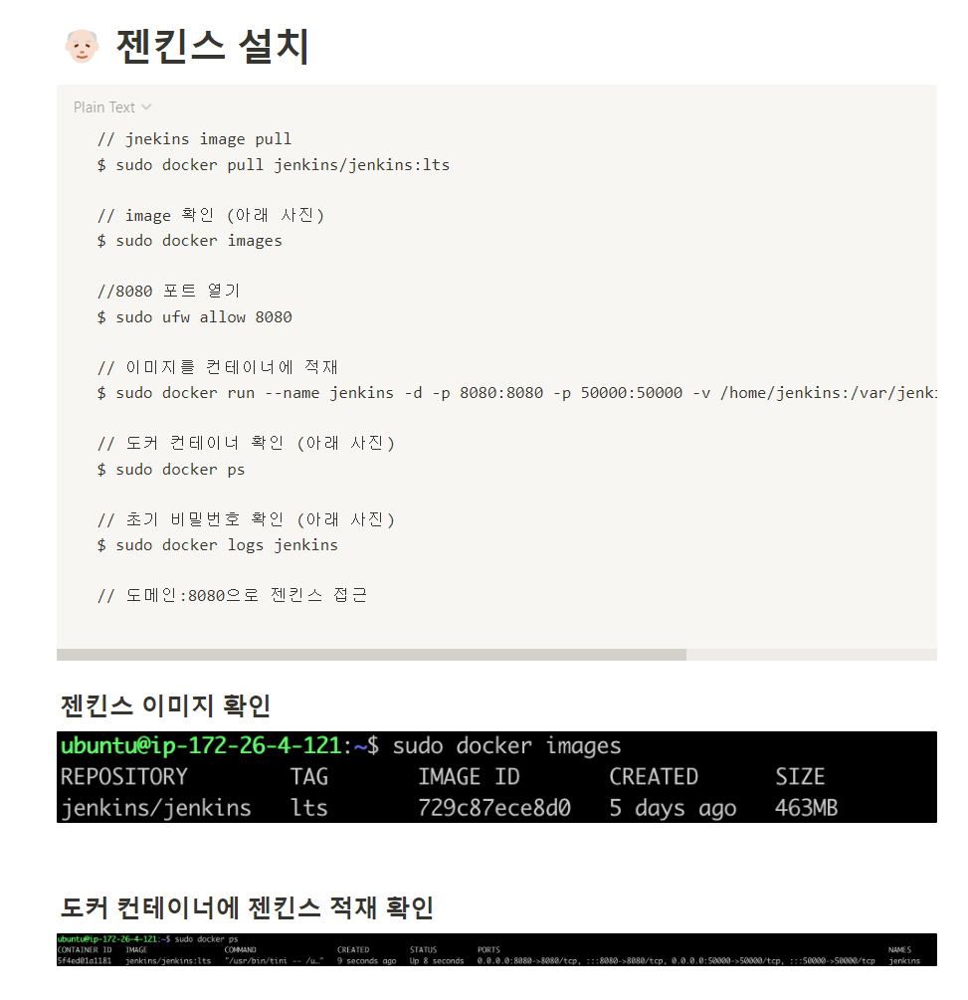 젠킨스 설치
Plain Text
// jnekins image pull
$ sudo docker pull jenkins/jenkins:lts
// image 확인 (아래 사진)
$ sudo docker images
//8080 포트 열기
$ sudo ufw allow 8080
// 이미지를 컨테이너에 적재
$ sudo docker run --name jenkins -d -p 8080:8080 -p 50000:50000 -v /home/jenkins:/var/jenki
// 도커 컨테이너 확인 (아래 사진)
$ sudo docker ps
// 초기 비밀번호 확인 (아래 사진)
$ sudo docker logs jenkins
// 도메인:8080으로 젠킨스 접근
젠킨스 이미지 확인
ubuntu@ip-172-26-4-121:~$ sudo docker images
REPOSITORY TAG IMAGE ID CREATED SIZE
jenkins/jenkins lts 729c87ece8d0 5 days ago 463MB
도커 컨테이너에 젠킨스 적재 확인
ubuntu@ip-172-26-4-121:~$ sudo docker ps
CONTAINER ID IMAGE COMMAND CREATED STATUS PORTS NAMES
5f4ed01a1181 jenkins/jenkins:lts "/usr/bin/tini -- /u…" 9 seconds ago Up 8 seconds 0.0.0.0:8080->8080/tcp, :::8080->8080/tcp, 0.0.0.0:50000->50000/tcp, :::50000->50000/tcp jenkins